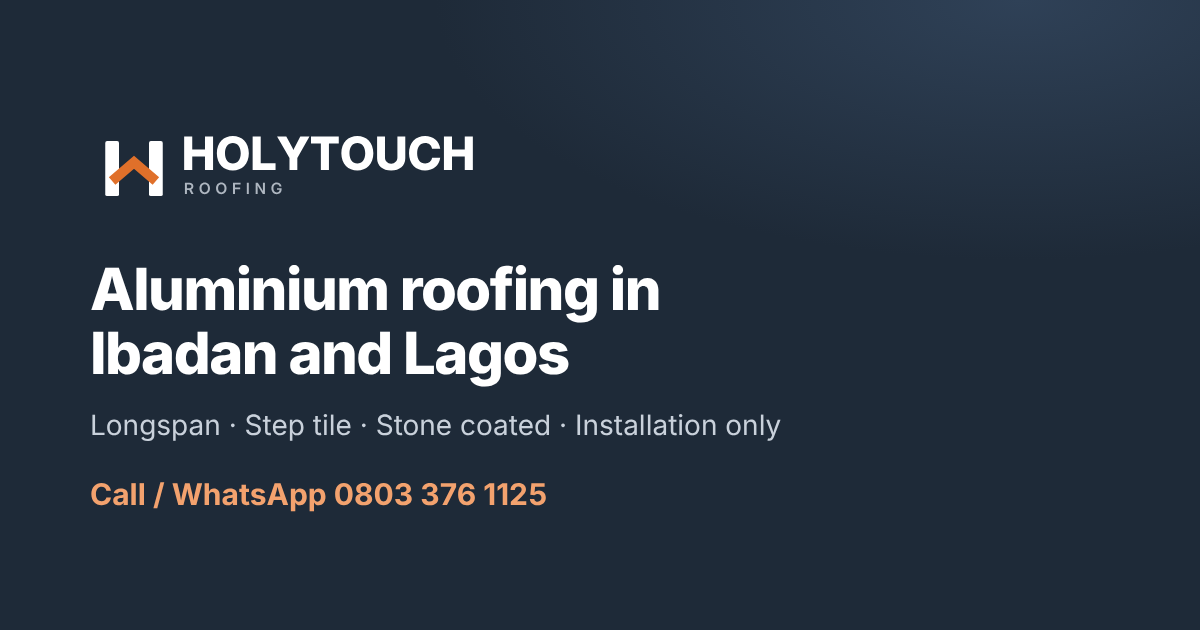 HOLYTOUCH
ROOFING
Aluminium roofing in
Ibadan and Lagos
Longspan · Step tile · Stone coated · Installation only
Call / WhatsApp 0803 376 1125